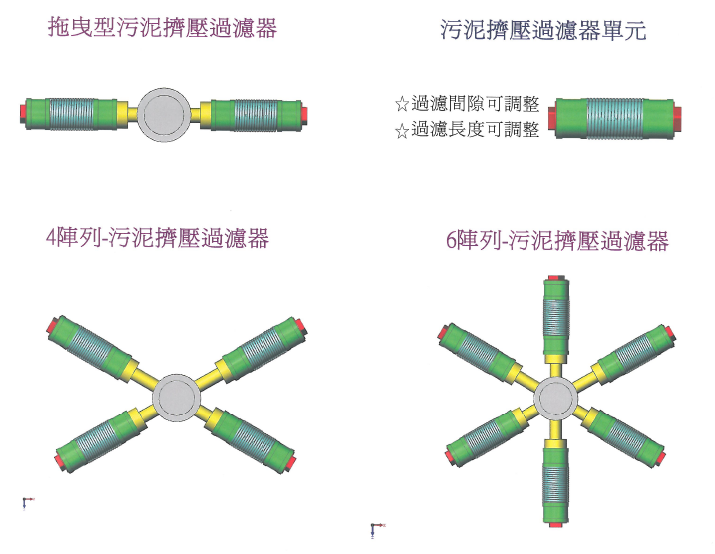 拖曳型污泥擠壓過濾器
污泥擠壓過濾器單元
☆過濾間隙可調整
☆過濾長度可調整
4陣列-污泥擠壓過濾器
6陣列-污泥擠壓過濾器